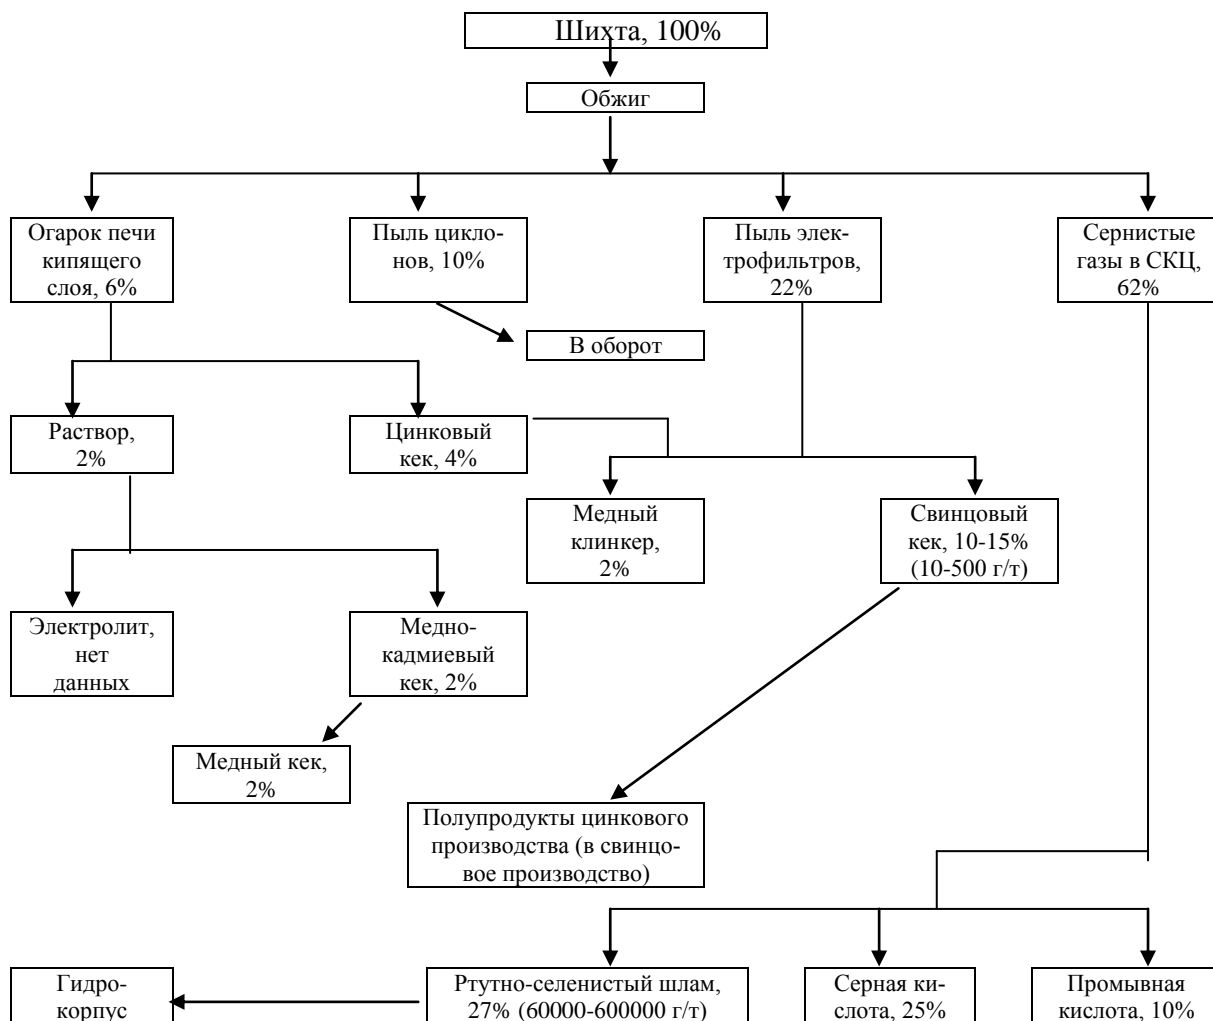 Шихта, 100%
Обжиг
Огарок печи
кипящего
слоя, 6%
Пыль цикло-
нов, 10%
Пыль элек-
трофильтров,
22%
Сернистые
газы в СКЦ,
62%
В оборот
Раствор,
2%
Цинковый
кек, 4%
Медный
клинкер,
2%
Свинцовый
кек, 10-15%
(10-500 г/т)
Электролит,
нет
данных
Медно-
кадмиевый
кек, 2%
Медный кек,
2%
Полупродукты цинкового
производства (в свинцо-
вое производство)
Гидро-
корпус
Ртутно-селенистый шлам,
27% (60000-600000 г/т)
Серная ки-
слота, 25%
Промывная
кислота, 10%